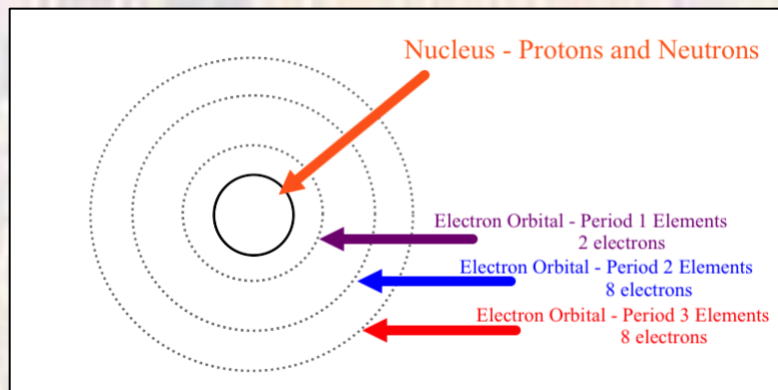 Nucleus - Protons and Neutrons
Electron Orbital - Period 1 Elements
2 electrons
Electron Orbital - Period 2 Elements
8 electrons
Electron Orbital - Period 3 Elements
8 electrons